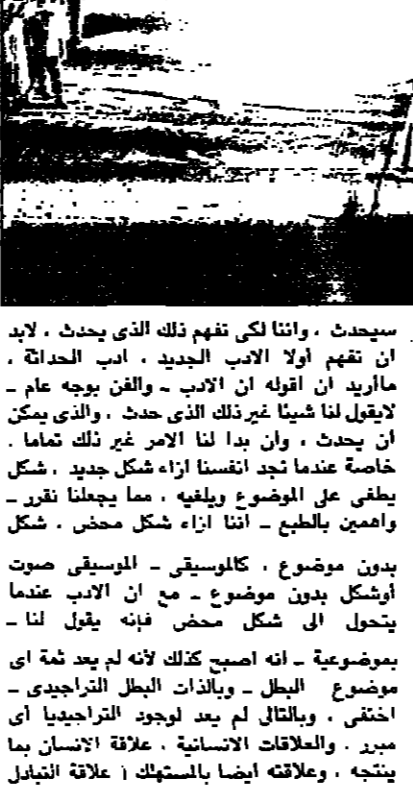 سيحدث ، واننا لكى نفهم ذلك الذى يحدث ، لابد
ان نفهم أولا الادب الجديد ، ادب الحداثة ،
ماأريد ان اقوله ان الادب ـ والفن بوجه عام ـ
لايقول لنا شيئا غير ذلك الذى حدث ، والذى يمكن
أن يحدث ، وان بدا لنا الامر غير ذلك تماما .
خاصة عندما نجد انفسنا ازاء شكل جديد ، شكل
يطغى على الموضوع ويلغيه ، مما يجعلنا نقرر ـ
واهمين بالطبع ـ اننا ازاء شكل محض ، شكل
بدون موضوع ، كالموسيقى ـ الموسيقى صوت
أوشكل بدون موضوع ـ مع ان الادب عندما
يتحول الى شكل محض فإنه يقول لنا ـ
بموضوعية ـ انه اصبح كذلك لأنه لم يعد ثمة اى
موضوع البطل ـ وبالذات البطل التراجيدى ـ
اختفى ، وبالتالى لم يعد لوجود التراجيديا أى
مبرر . والعلاقات الانسانية ، علاقة الانسان بما
ينتجه ، وعلاقته أيضا بالمستهلك ( علاقة التبادل